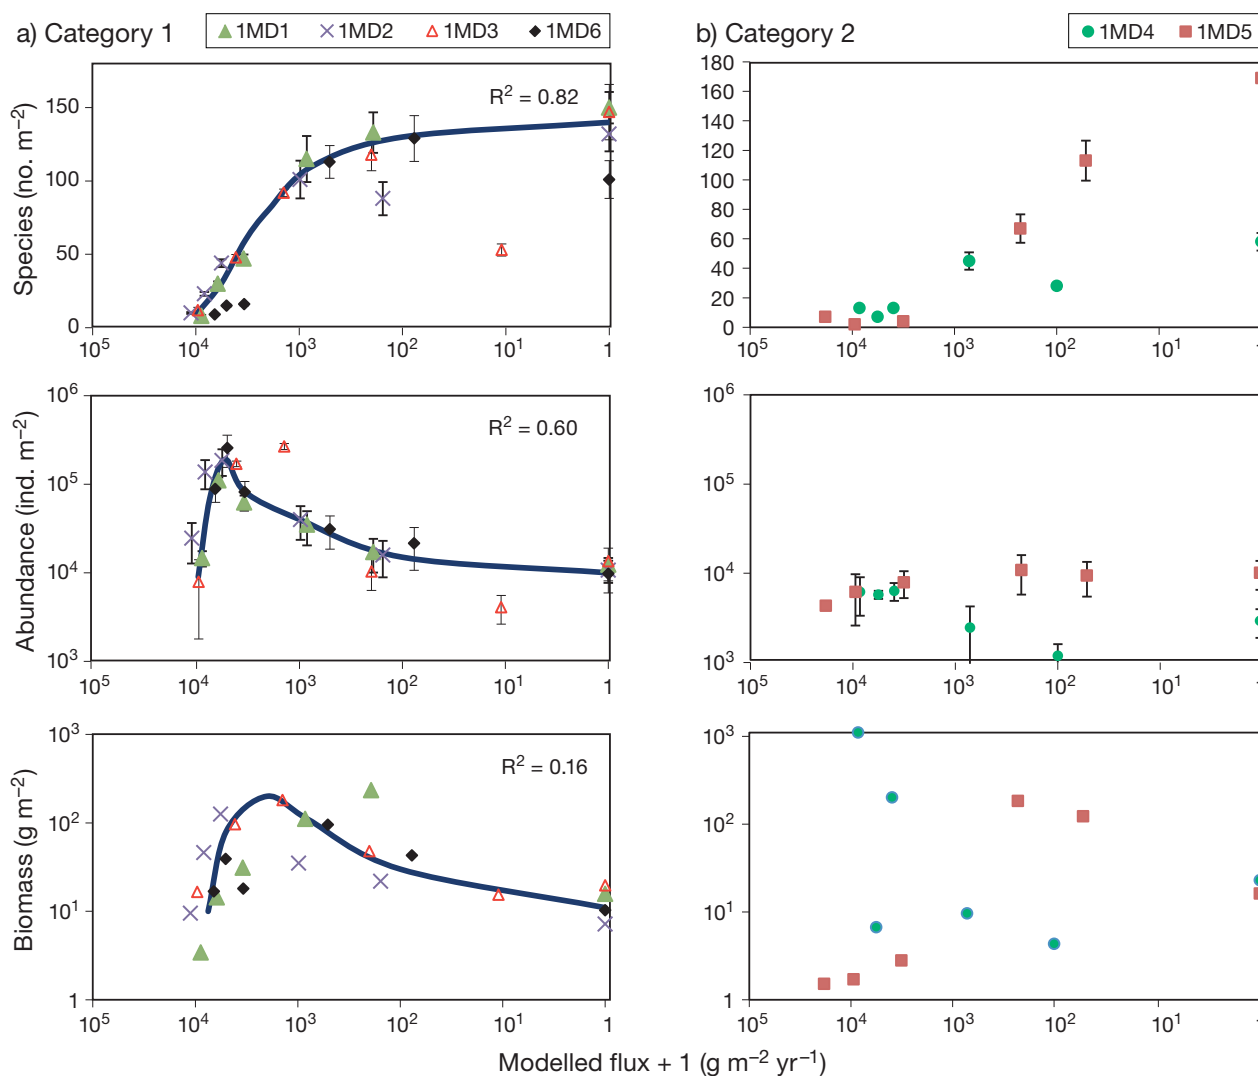 a) Category 1
1MD1 1MD2 1MD3 1MD6
b) Category 2
1MD4 1MD5
Species (no. m⁻²)
150
100
50
0
R² = 0.82
10⁵ 10⁴ 10³ 10² 10¹ 1
180
160
140
120
100
80
60
40
20
0
10⁵ 10⁴ 10³ 10² 10¹ 1
Abundance (ind. m⁻²)
10⁶
10⁵
10⁴
10³
R² = 0.60
10⁵ 10⁴ 10³ 10² 10¹ 1
10⁶
10⁵
10⁴
10³
10⁵ 10⁴ 10³ 10² 10¹ 1
Biomass (g m⁻²)
10³
10²
10¹
1
R² = 0.16
10⁵ 10⁴ 10³ 10² 10¹ 1
10³
10²
10¹
1
10⁵ 10⁴ 10³ 10² 10¹ 1
Modelled flux + 1 (g m⁻² yr⁻¹)